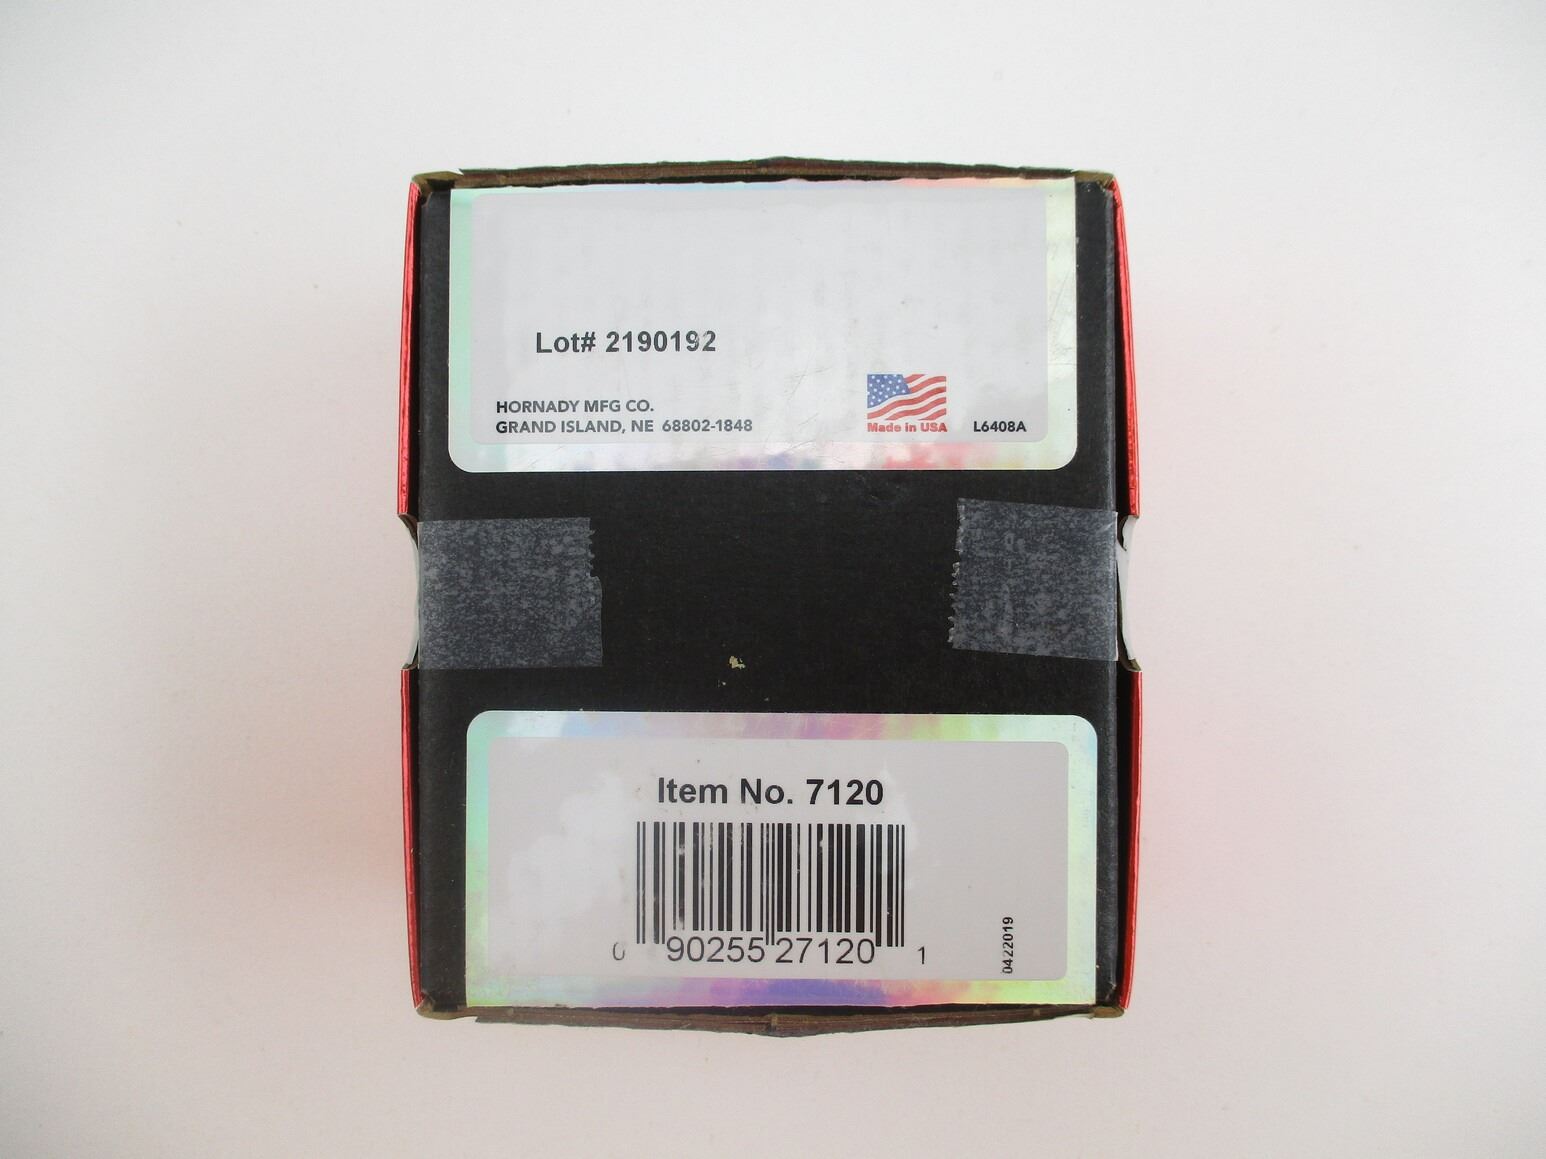 Lot# 2190192
HORNADY MFG CO.
GRAND ISLAND, NE 68802-1848
Made in USA
L6408A
Item No. 7120
0 90255 27120 1
04222019